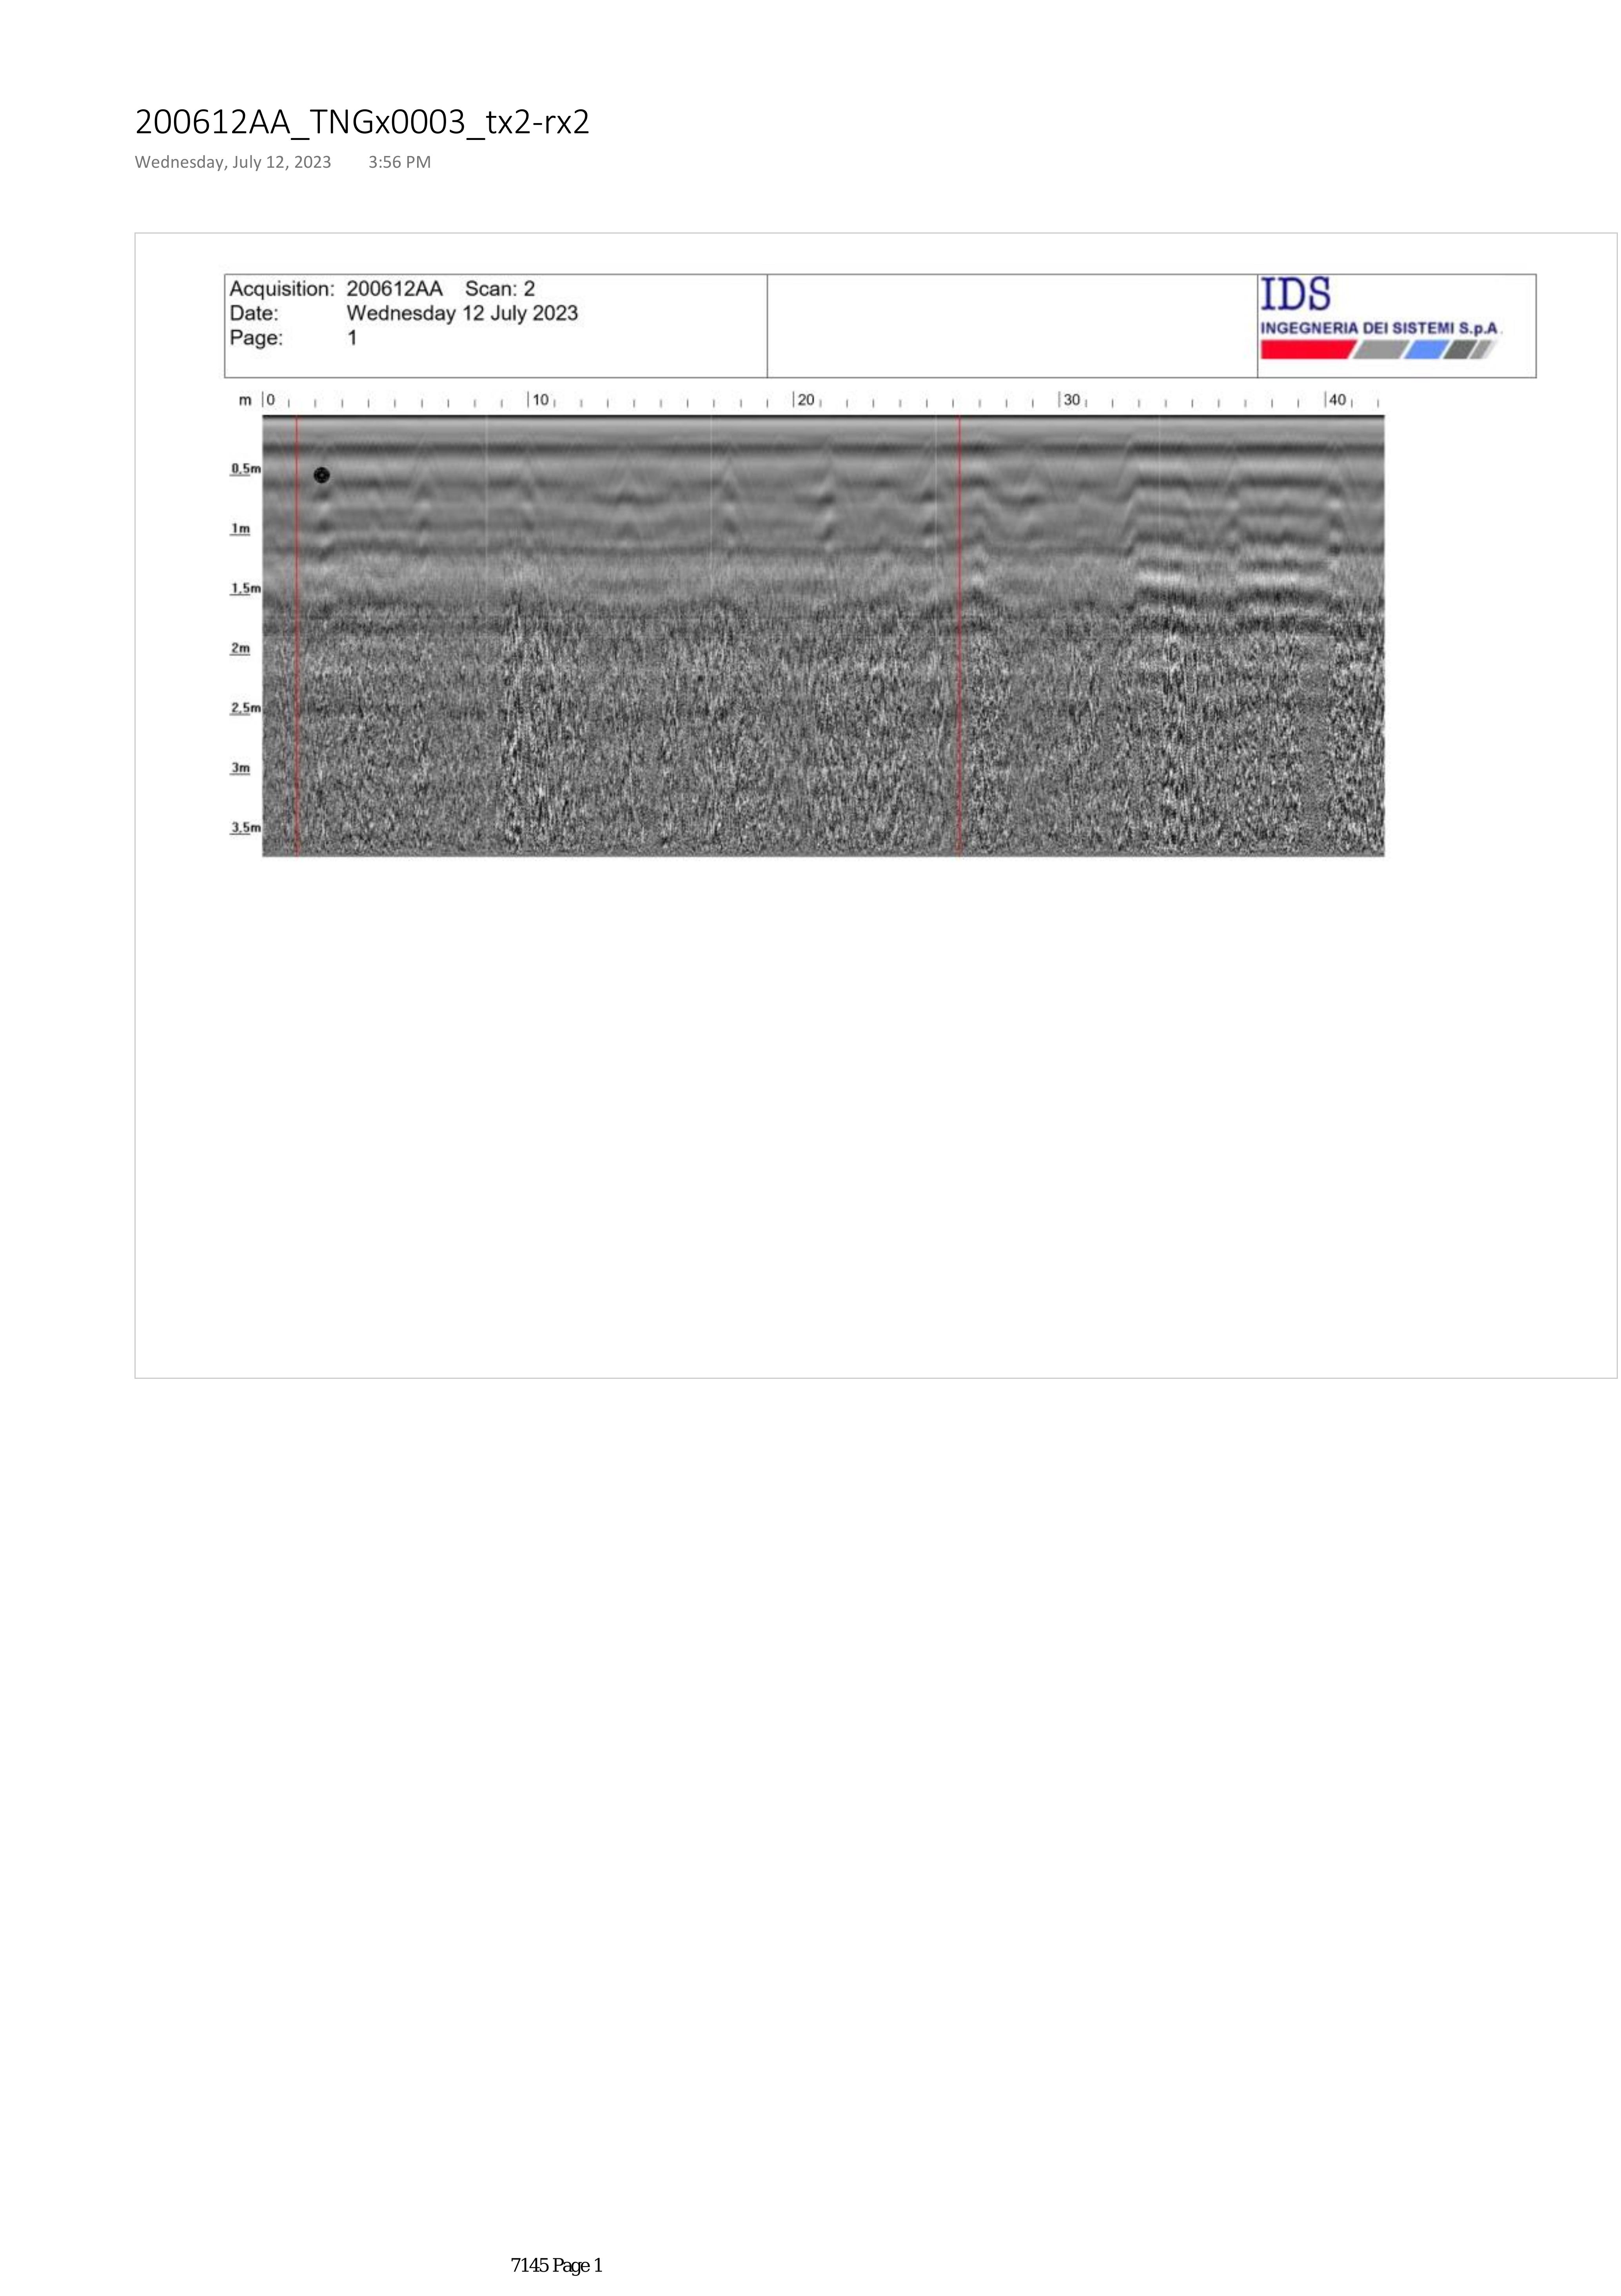 200612AA_TNGx0003_tx2-rx2
Wednesday, July 12, 2023 3:56 PM
Acquisition: 200612AA Scan: 2
Date: Wednesday 12 July 2023
Page: 1
IDS
INGEGNERIA DEI SISTEMI S.p.A.
m 0 10 20 30 40
0,5m
1m
1,5m
2m
2,5m
3m
3,5m
7145 Page 1